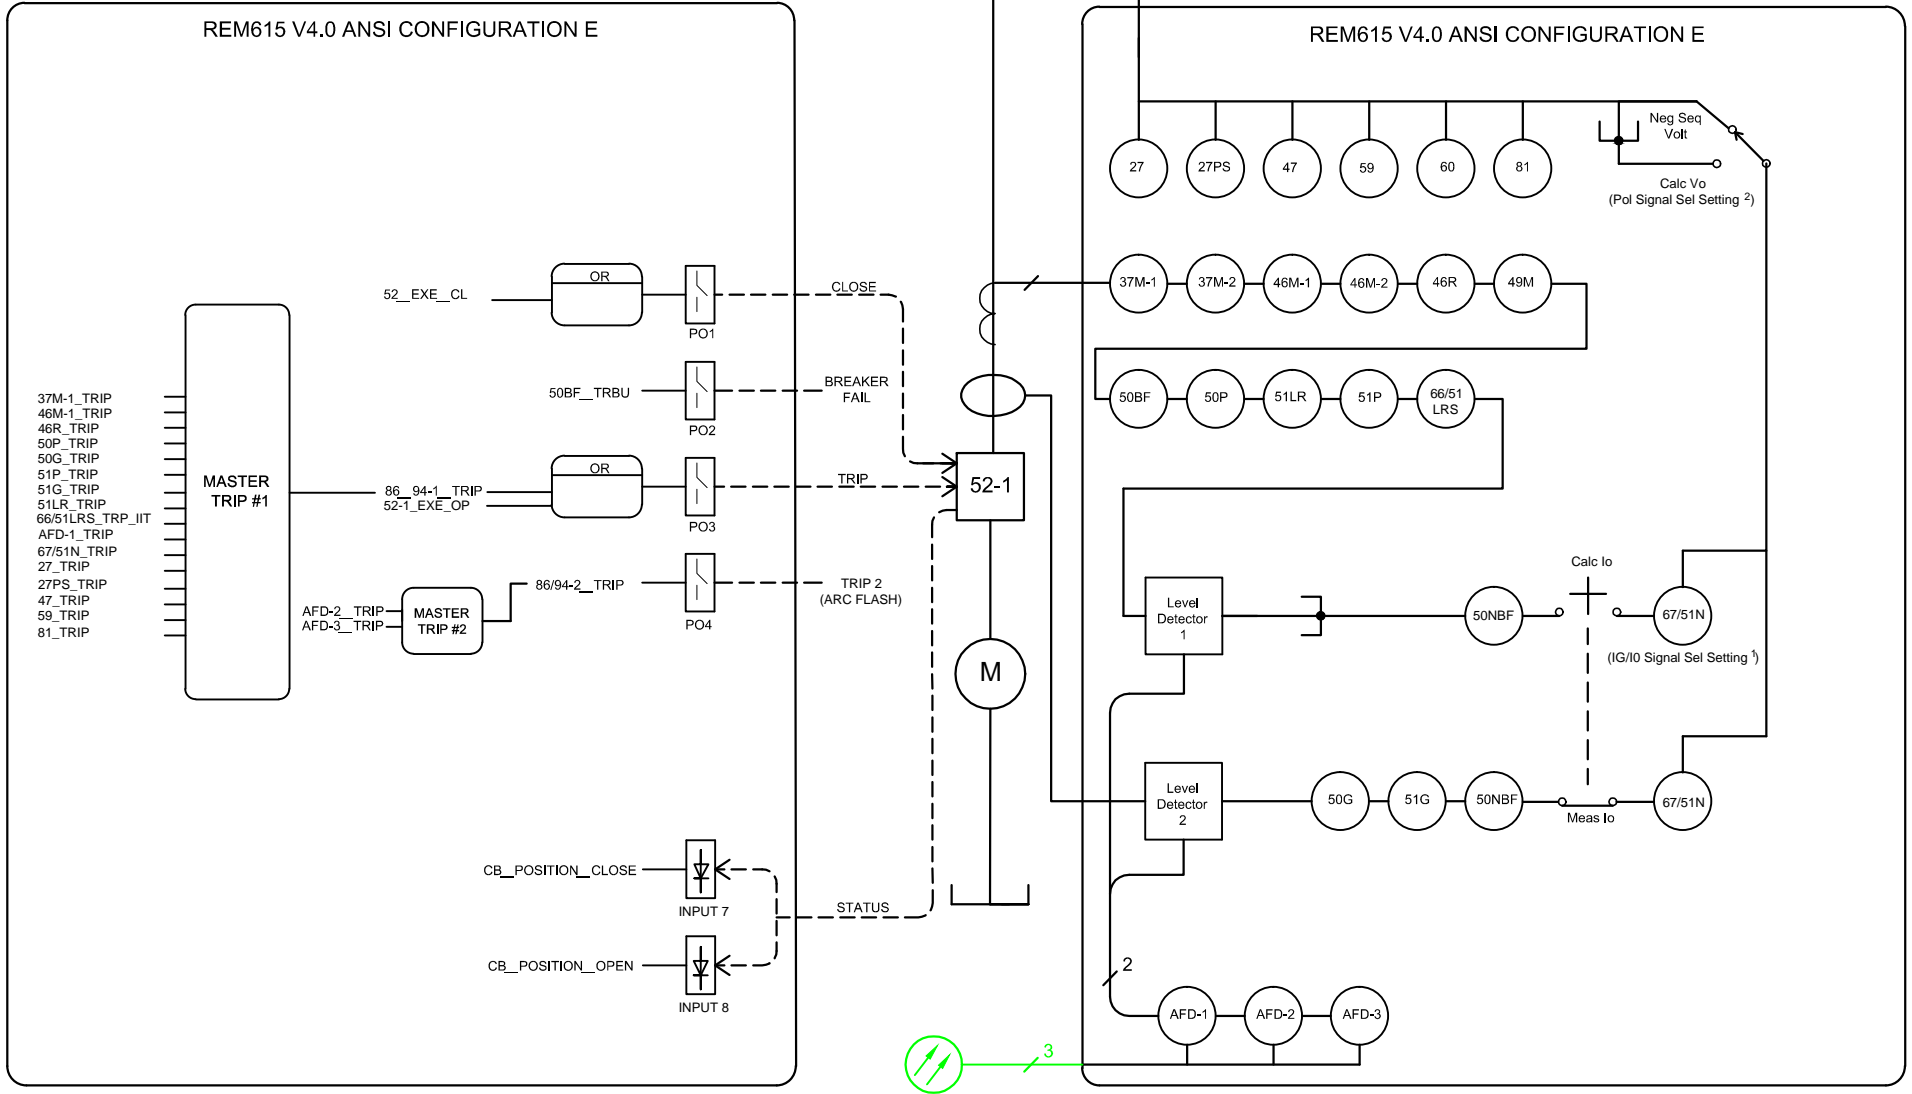 REM615 V4.0 ANSI CONFIGURATION E
52__EXE__CL
OR
PO1
CLOSE
50BF__TRBU
PO2
BREAKER
FAIL
37M-1_TRIP
46M-1_TRIP
46R_TRIP
50P_TRIP
50G_TRIP
51P_TRIP
51G_TRIP
51LR_TRIP
66/51LRS_TRP_IIT
AFD-1_TRIP
67/51N_TRIP
27_TRIP
27PS_TRIP
47_TRIP
59_TRIP
81_TRIP
MASTER
TRIP #1
86__94-1__TRIP
52-1_EXE_OP
OR
PO3
TRIP
AFD-2__TRIP
AFD-3__TRIP
MASTER
TRIP #2
86/94-2__TRIP
PO4
TRIP 2
(ARC FLASH)
CB__POSITION__CLOSE
INPUT 7
CB__POSITION__OPEN
INPUT 8
STATUS
52-1
M
3
REM615 V4.0 ANSI CONFIGURATION E
27
27PS
47
59
60
81
Neg Seq
Volt
Calc Vo
(Pol Signal Sel Setting 2)
37M-1
37M-2
46M-1
46M-2
46R
49M
50BF
50P
51LR
51P
66/51
LRS
Level
Detector
1
50NBF
Calc Io
67/51N
(IG/I0 Signal Sel Setting 1)
Level
Detector
2
50G
51G
50NBF
Meas Io
67/51N
2
AFD-1
AFD-2
AFD-3